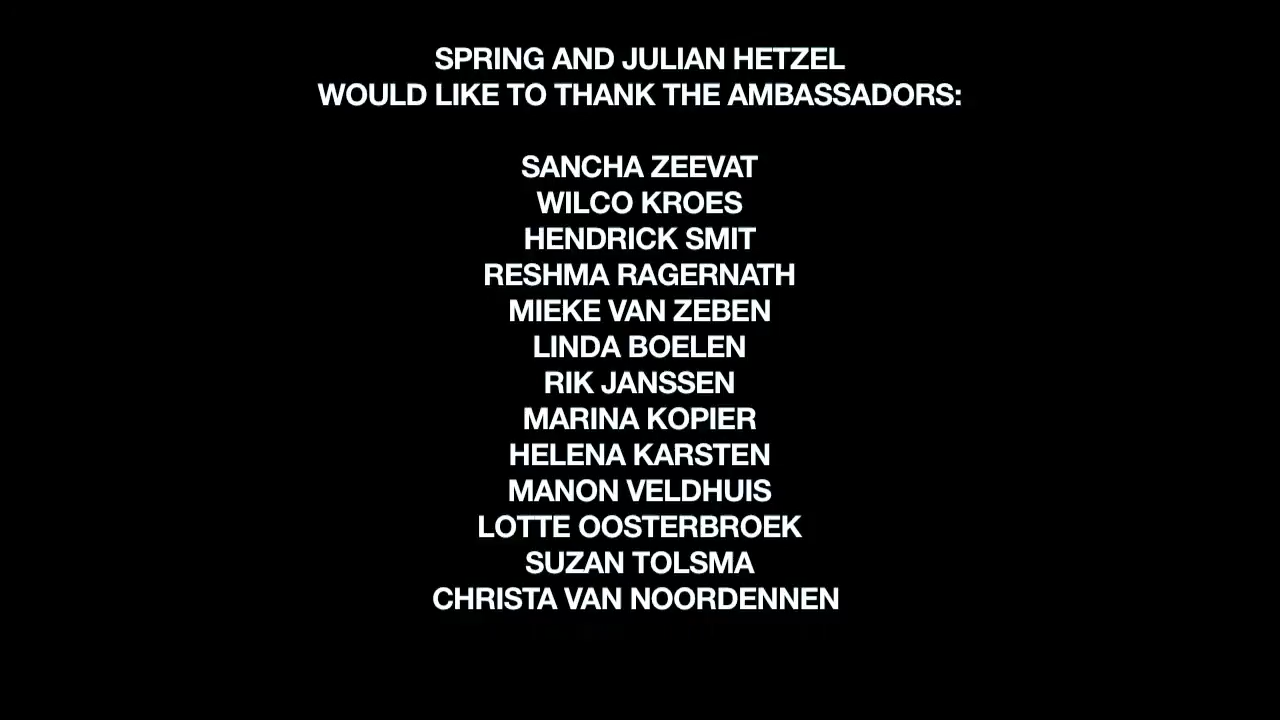 SPRING AND JULIAN HETZEL
WOULD LIKE TO THANK THE AMBASSADORS:
SANCHA ZEEVAT
WILCO KROES
HENDRICK SMIT
RESHMA RAGERNATH
MIEKE VAN ZEBEN
LINDA BOELEN
RIK JANSSEN
MARINA KOPIER
HELENA KARSTEN
MANON VELDHUIS
LOTTE OOSTERBROEK
SUZAN TOLSMA
CHRISTA VAN NOORDENNEN